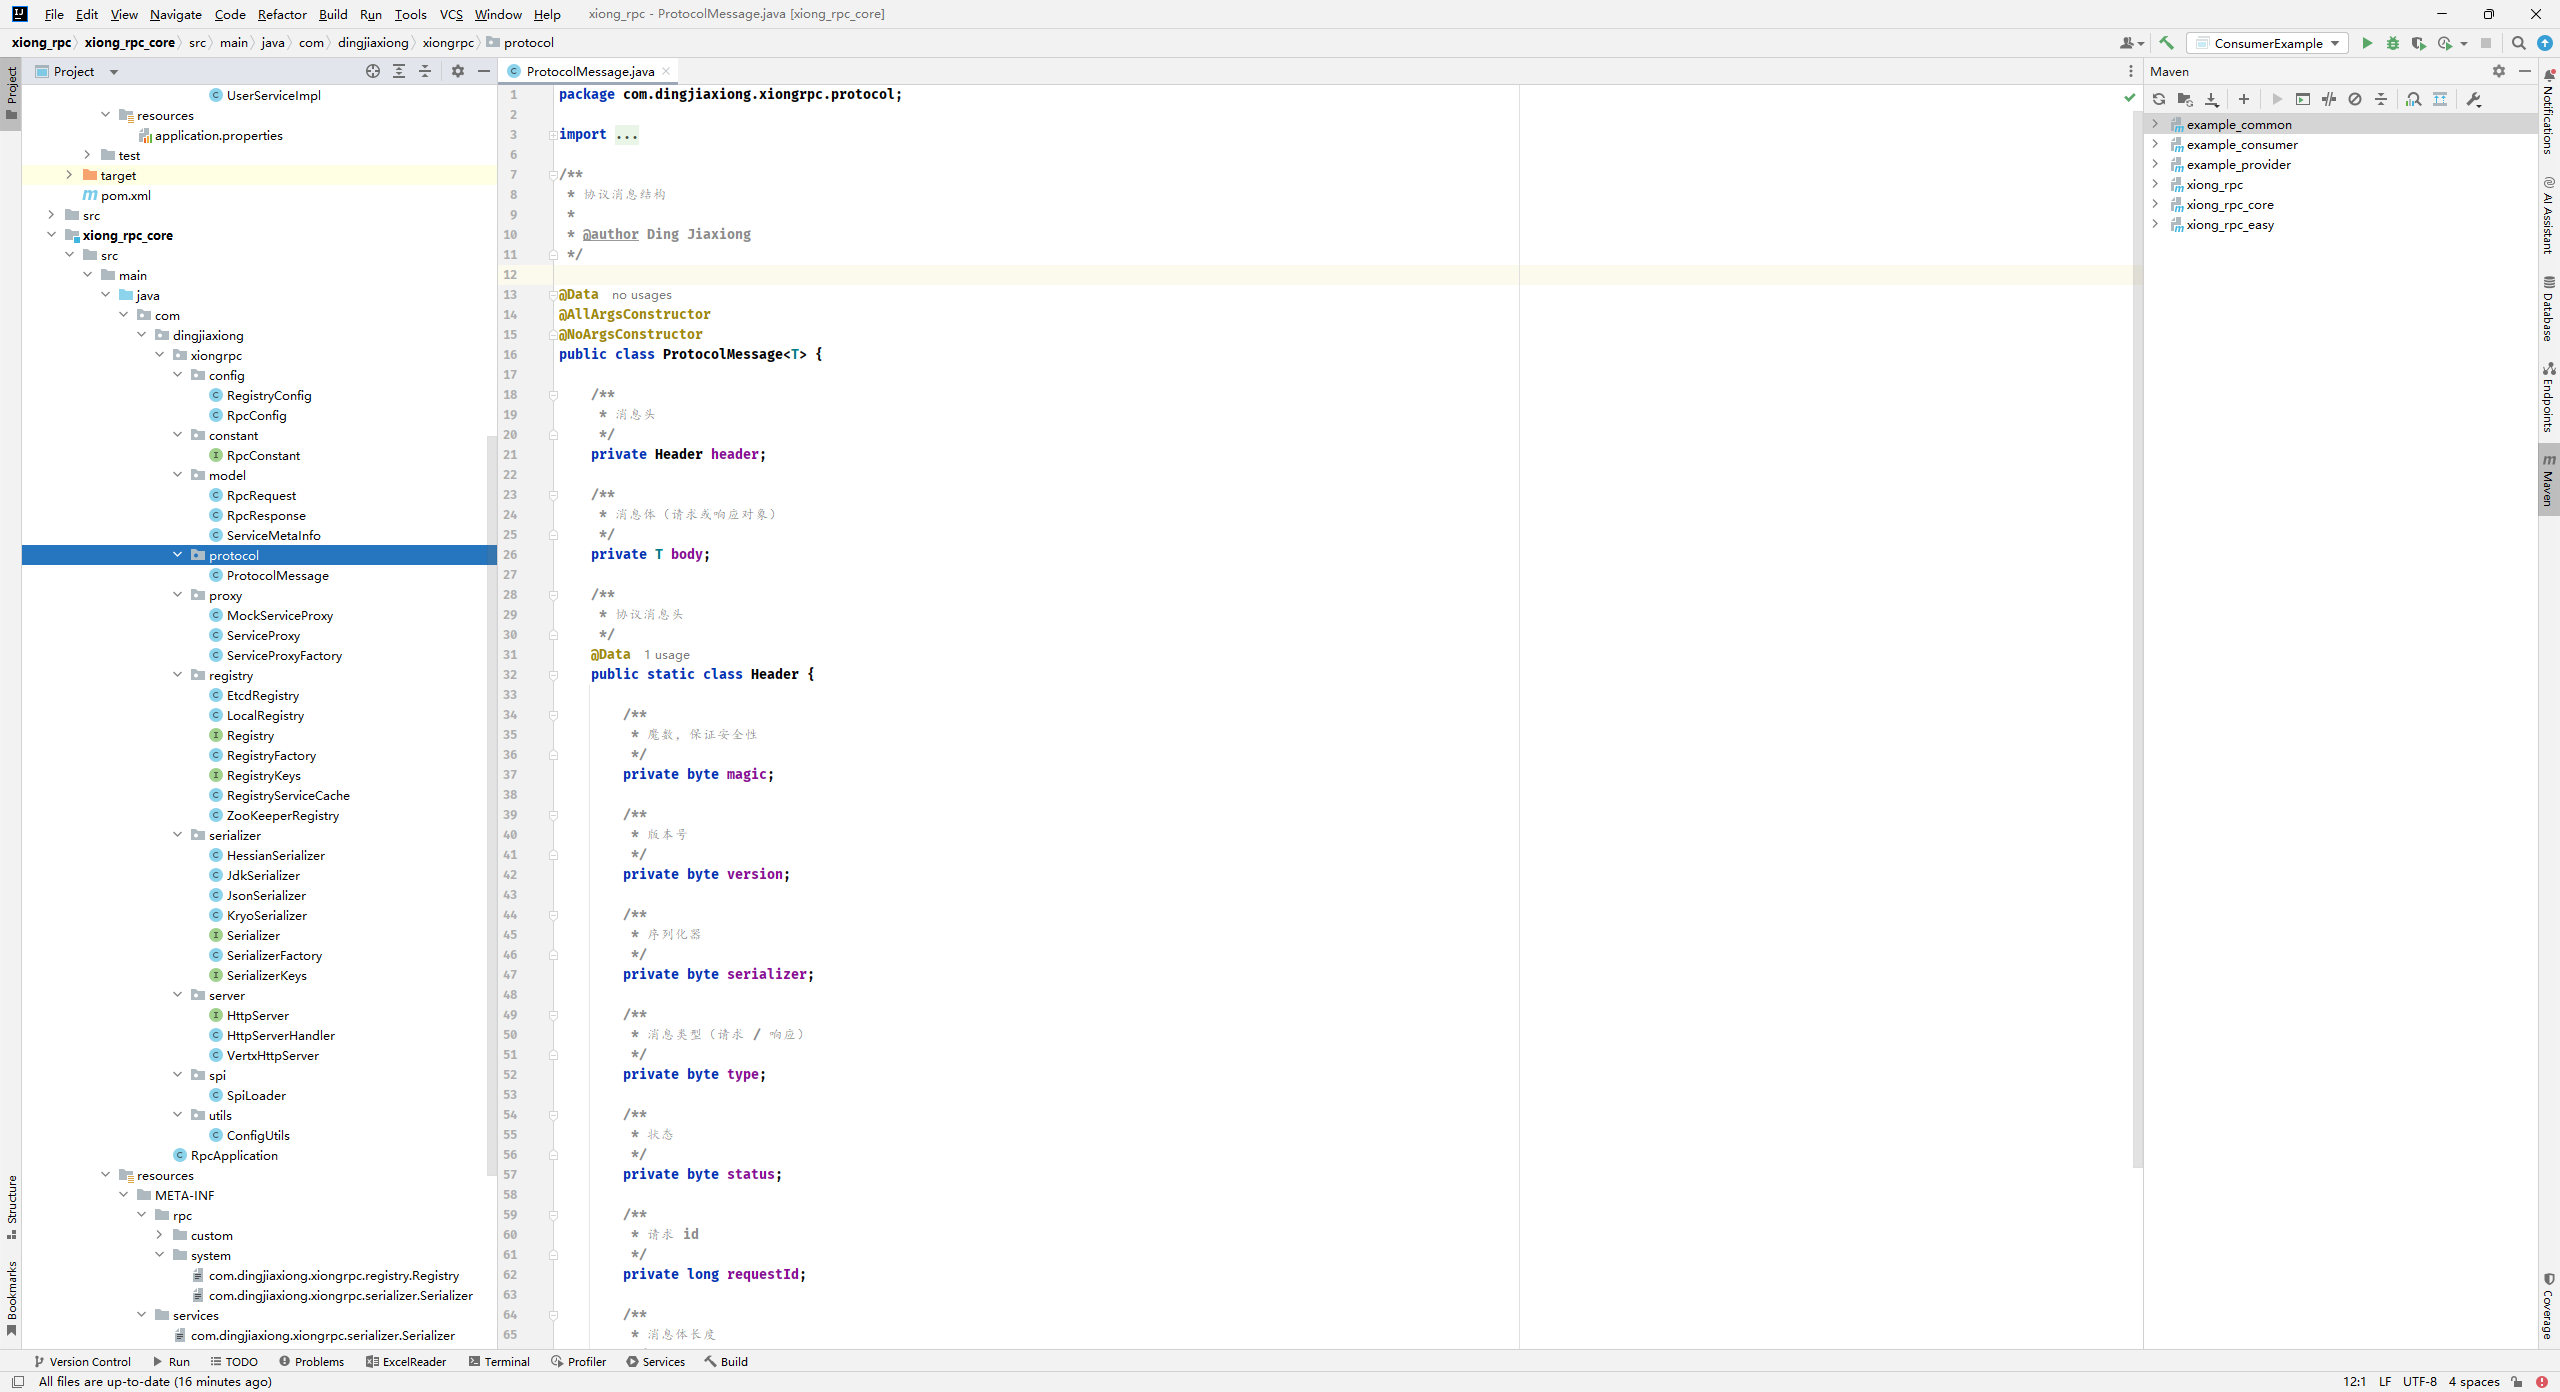 File Edit View Navigate Code Refactor Build Run Tools VCS Window Help xiong_rpc - ProtocolMessage.java [xiong_rpc_core]
xiong_rpc xiong_rpc_core src main java com dingjiaxiong xiongrpc protocol
ConsumerExample
Project
UserServiceImpl
resources
application.properties
test
target
pom.xml
src
xiong_rpc_core
src
main
java
com
dingjiaxiong
xiongrpc
config
RegistryConfig
RpcConfig
constant
RpcConstant
model
RpcRequest
RpcResponse
ServiceMetaInfo
protocol
ProtocolMessage
proxy
MockServiceProxy
ServiceProxy
ServiceProxyFactory
registry
EtcdRegistry
LocalRegistry
Registry
RegistryFactory
RegistryKeys
RegistryServiceCache
ZooKeeperRegistry
serializer
HessianSerializer
JdkSerializer
JsonSerializer
KryoSerializer
Serializer
SerializerFactory
SerializerKeys
server
HttpServer
HttpServerHandler
VertxHttpServer
spi
SpiLoader
utils
ConfigUtils
RpcApplication
resources
META-INF
rpc
custom
system
com.dingjiaxiong.xiongrpc.registry.Registry
com.dingjiaxiong.xiongrpc.serializer.Serializer
services
com.dingjiaxiong.xiongrpc.serializer.Serializer
ProtocolMessage.java
1 package com.dingjiaxiong.xiongrpc.protocol;
2
3 import ...
6
7 /**
8 * 协议消息结构
9 *
10 * @author Ding Jiaxiong
11 */
12
13 @Data no usages
14 @AllArgsConstructor
15 @NoArgsConstructor
16 public class ProtocolMessage<T> {
17
18 /**
19 * 消息头
20 */
21 private Header header;
22
23 /**
24 * 消息体（请求或响应对象）
25 */
26 private T body;
27
28 /**
29 * 协议消息头
30 */
31 @Data 1 usage
32 public static class Header {
33
34 /**
35 * 魔数，保证安全性
36 */
37 private byte magic;
38
39 /**
40 * 版本号
41 */
42 private byte version;
43
44 /**
45 * 序列化器
46 */
47 private byte serializer;
48
49 /**
50 * 消息类型（请求 / 响应）
51 */
52 private byte type;
53
54 /**
55 * 状态
56 */
57 private byte status;
58
59 /**
60 * 请求 id
61 */
62 private long requestId;
63
64 /**
65 * 消息体长度
Maven
example_common
example_consumer
example_provider
xiong_rpc
xiong_rpc_core
xiong_rpc_easy
Project
Structure
Bookmarks
Notifications
AI Assistant
Database
Endpoints
Maven
Coverage
Version Control Run TODO Problems ExcelReader Terminal Profiler Services Build
All files are up-to-date (16 minutes ago) 12:1 LF UTF-8 4 spaces